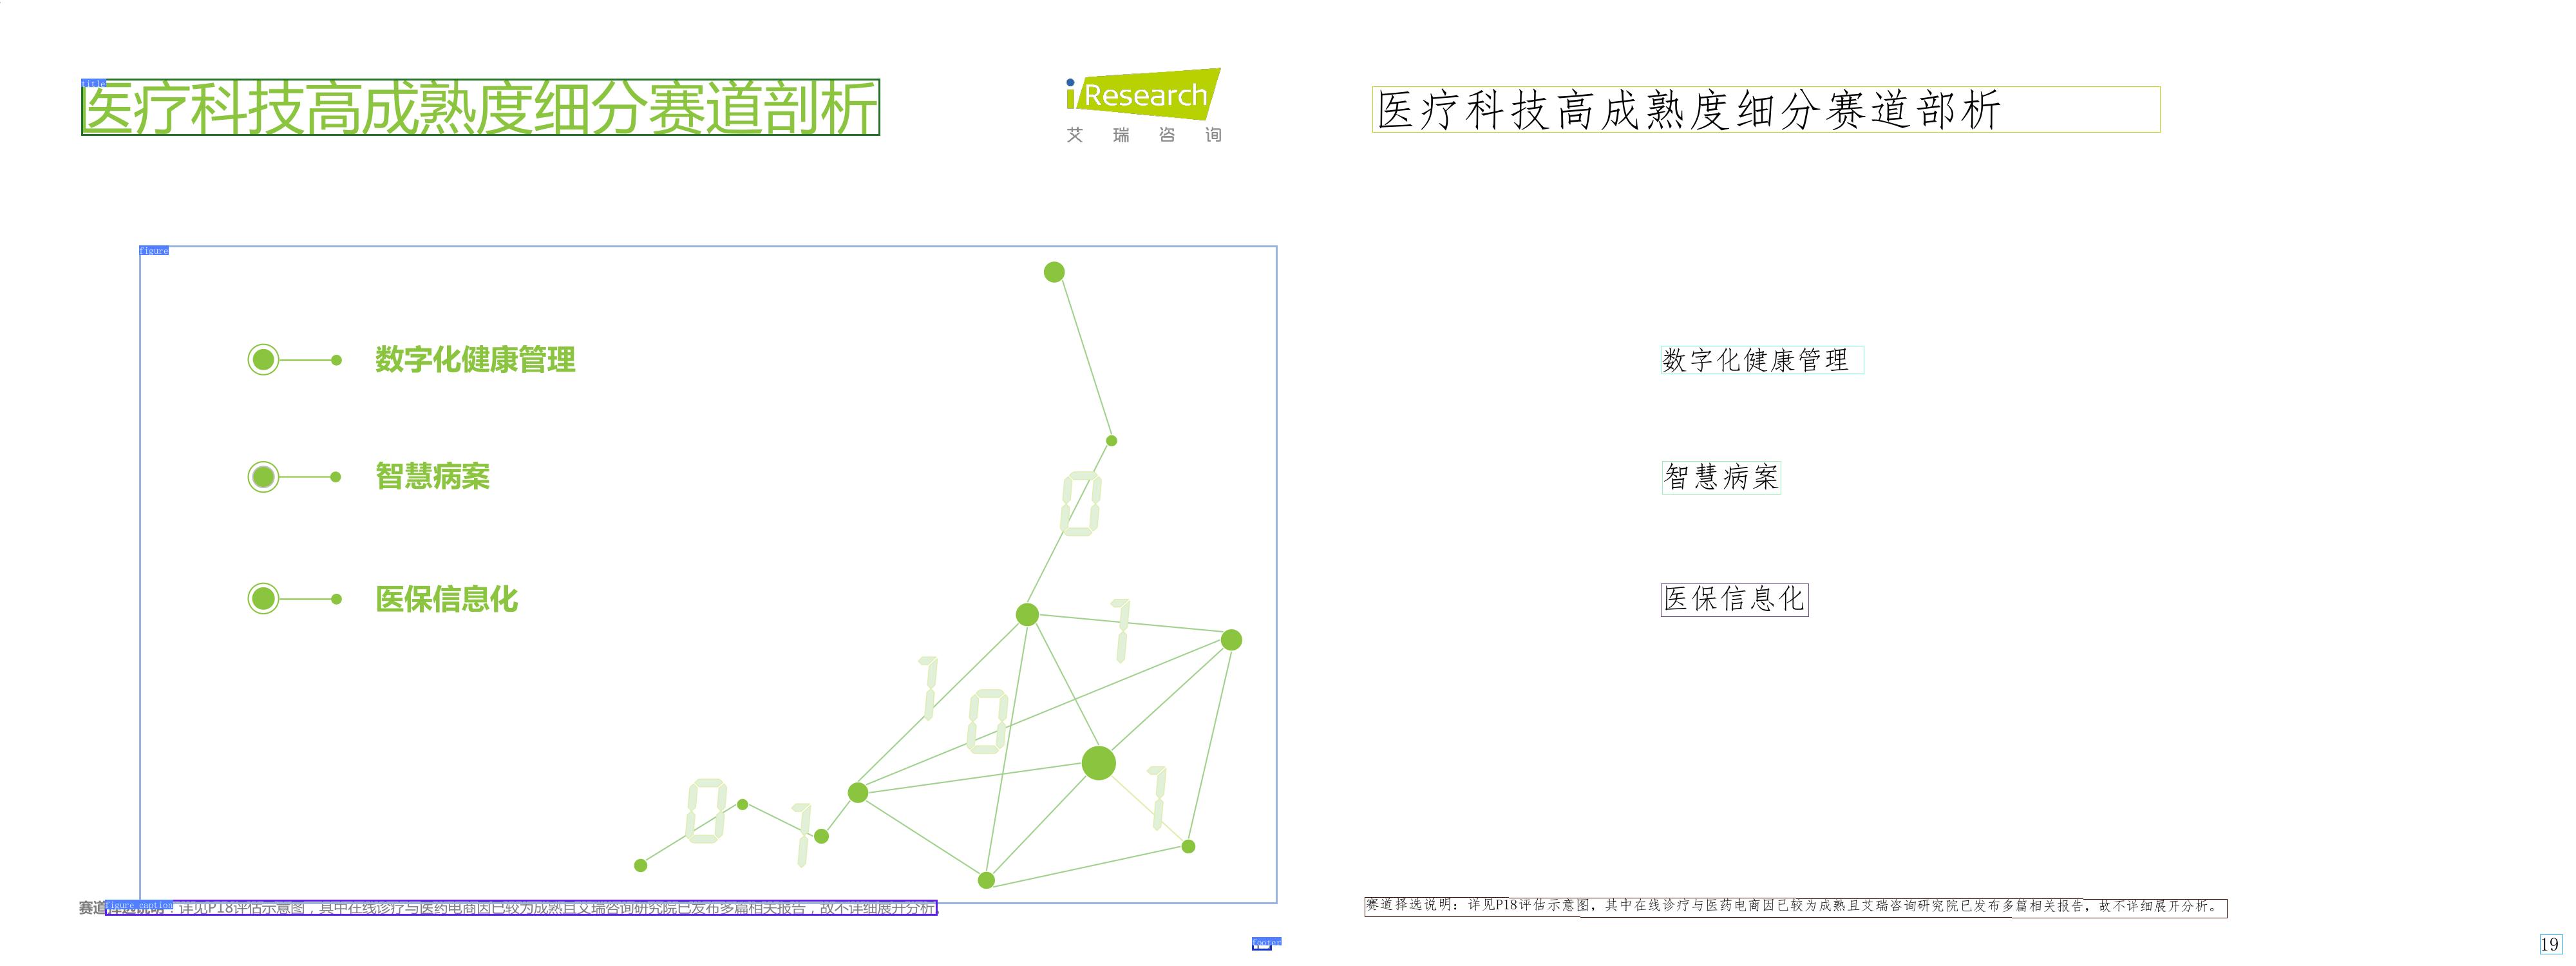 title
医疗科技高成熟度细分赛道剖析
iResearch
艾瑞咨询
figure
数字化健康管理
智慧病案
医保信息化
0
1
1
0
1
0
1
figure_caption
赛道择选说明：详见P18评估示意图，其中在线诊疗与医药电商因已较为成熟且艾瑞咨询研究院已发布多篇相关报告，故不详细展开分析。
footer
医疗科技高成熟度细分赛道部析
数字化健康管理
智慧病案
医保信息化
赛道择选说明：详见P18评估示意图，其中在线诊疗与医药电商因己较为成熟且艾瑞咨询研究院已发布多篇相关报告，故不详细展开分析。
19